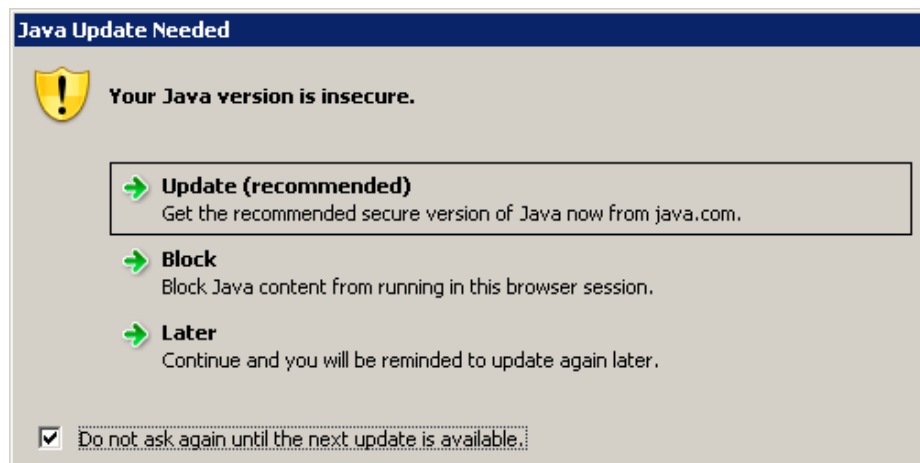 Java Update Needed
Your Java version is insecure.
Update (recommended)
Get the recommended secure version of Java now from java.com.
Block
Block Java content from running in this browser session.
Later
Continue and you will be reminded to update again later.
Do not ask again until the next update is available.